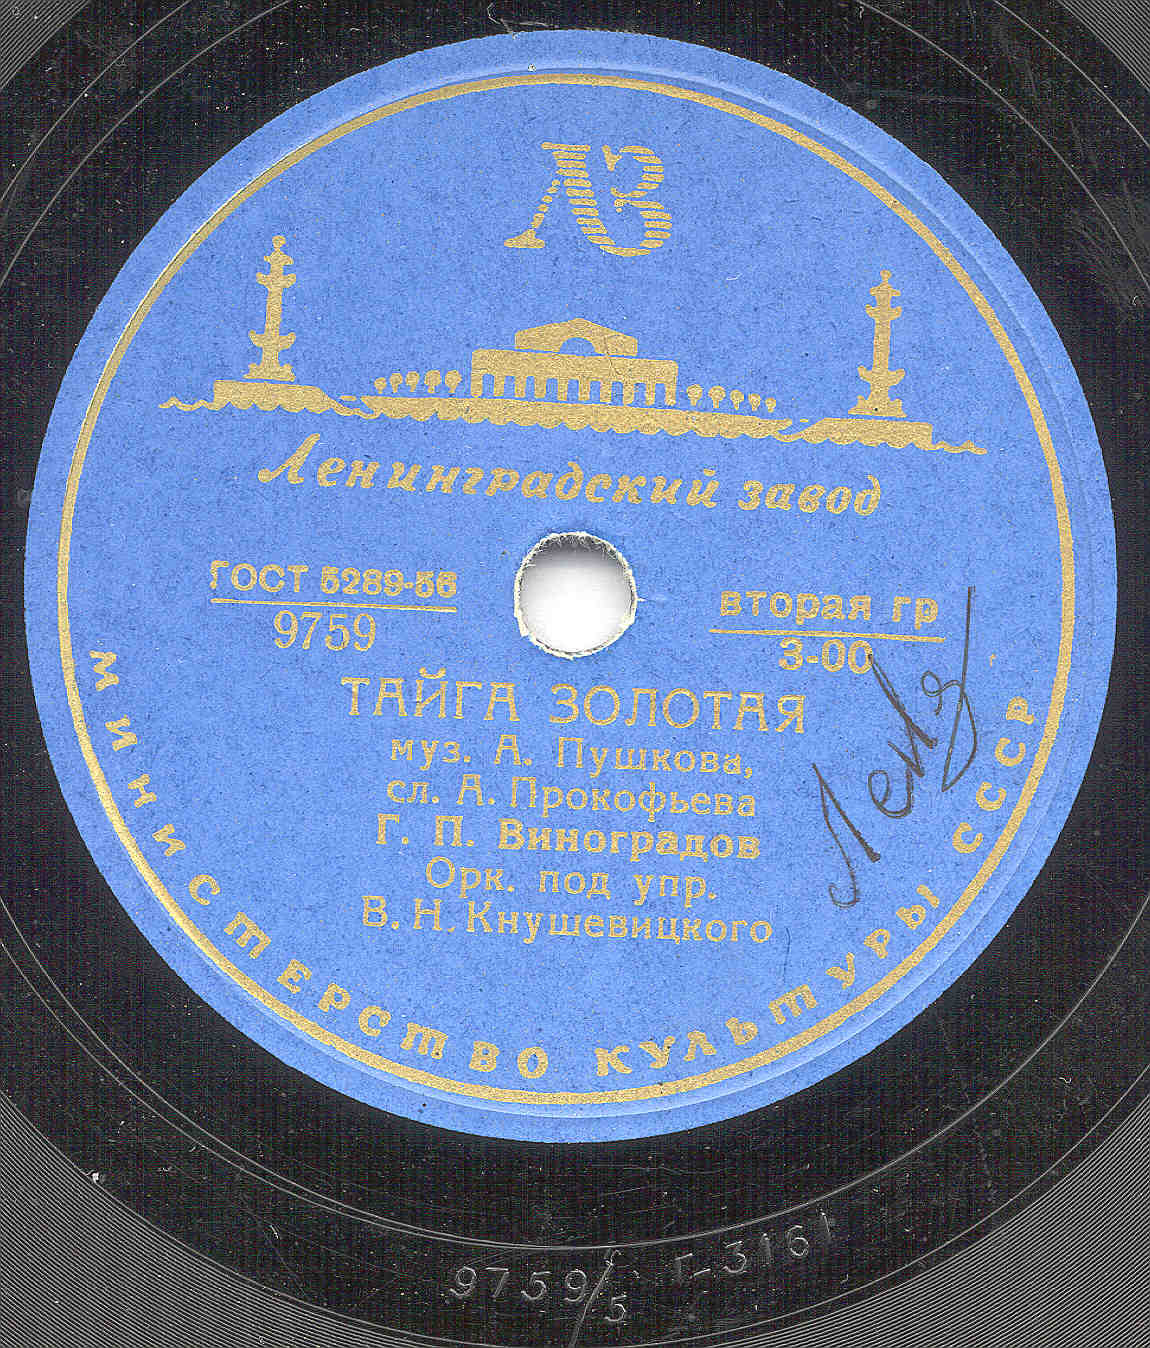 ЛЗ
Ленинградский завод
ГОСТ 5289-56
9759
вторая гр
3-00
ТАЙГА ЗОЛОТАЯ
муз. А. Пушкова,
сл. А. Прокофьева
Г. П. Виноградов
Орк. под упр.
В. Н. Кнушевицкого
МИНИСТЕРСТВО КУЛЬТУРЫ СССР
9759/5 Г-3161